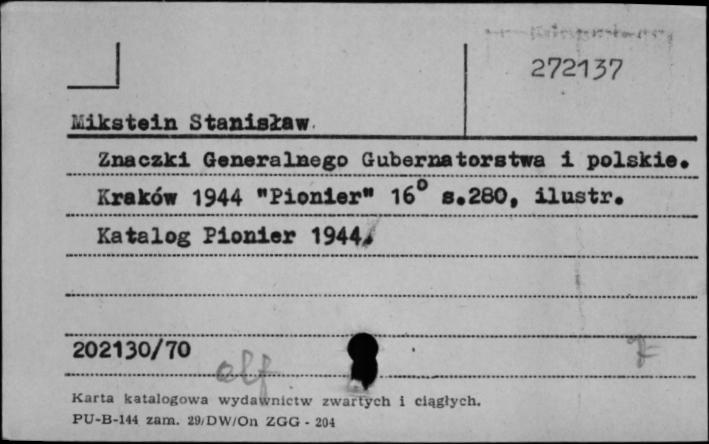 272137
Mikstein Stanisław.
Znaczki Generalnego Gubernatorstwa i polskie.
Kraków 1944 "Pionier" 16° s.280, ilustr.
Katalog Pionier 1944.
202130/70
alf
Karta katalogowa wydawnictw zwartych i ciągłych.
PU-B-144 zam. 29/DW/On ZGG - 204